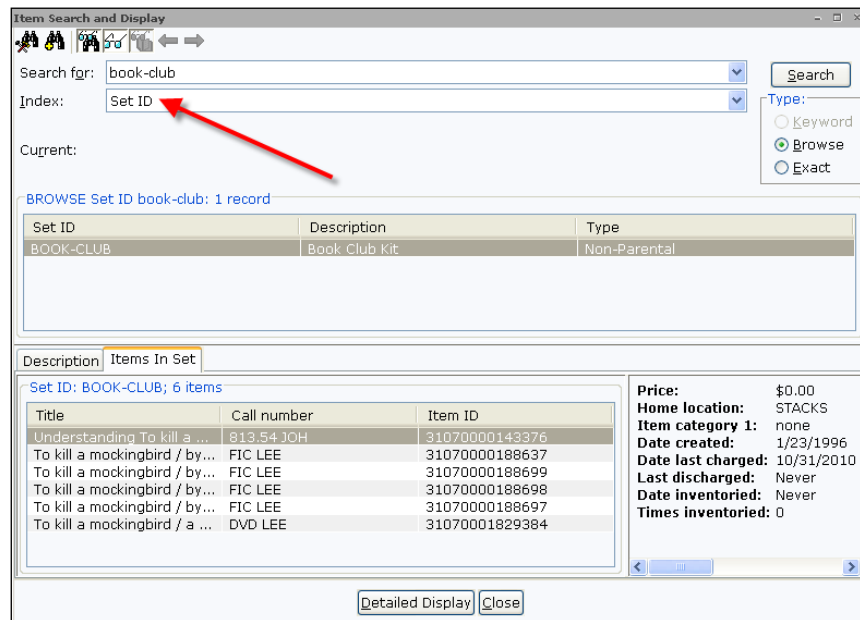 Item Search and Display
Search for: book-club Search
Index: Set ID Type:
Keyword
Current: Browse
Exact
BROWSE Set ID book-club: 1 record
Set ID Description Type
BOOK-CLUB Book Club Kit Non-Parental
Description Items In Set
Set ID: BOOK-CLUB; 6 items
Title Call number Item ID
Understanding To kill a ... 813.54 JOH 31070000143376
To kill a mockingbird / by... FIC LEE 31070000188637
To kill a mockingbird / by... FIC LEE 31070000188699
To kill a mockingbird / by... FIC LEE 31070000188698
To kill a mockingbird / by... FIC LEE 31070000188697
To kill a mockingbird / a ... DVD LEE 31070001829384
Price: $0.00
Home location: STACKS
Item category 1: none
Date created: 1/23/1996
Date last charged: 10/31/2010
Last discharged: Never
Date inventoried: Never
Times inventoried: 0
Detailed Display Close